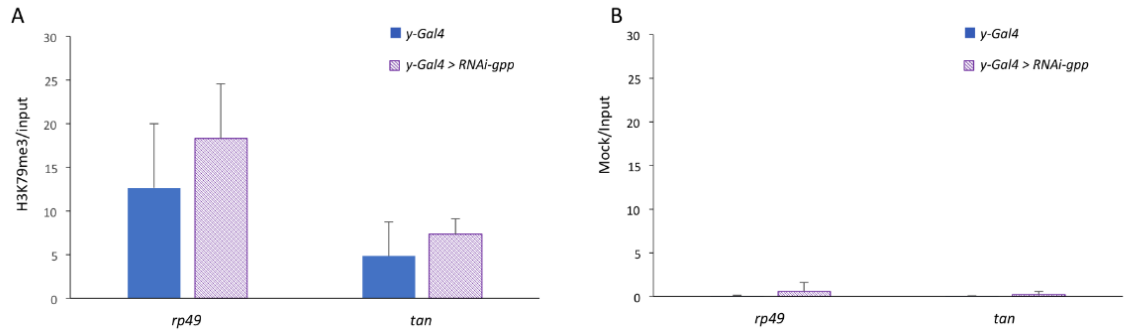 A
H3K79me3/input
30
25
20
15
10
5
0
rp49
tan
y-Gal4
y-Gal4 > RNAi-gpp
B
Mock/Input
30
25
20
15
10
5
0
rp49
tan
y-Gal4
y-Gal4 > RNAi-gpp